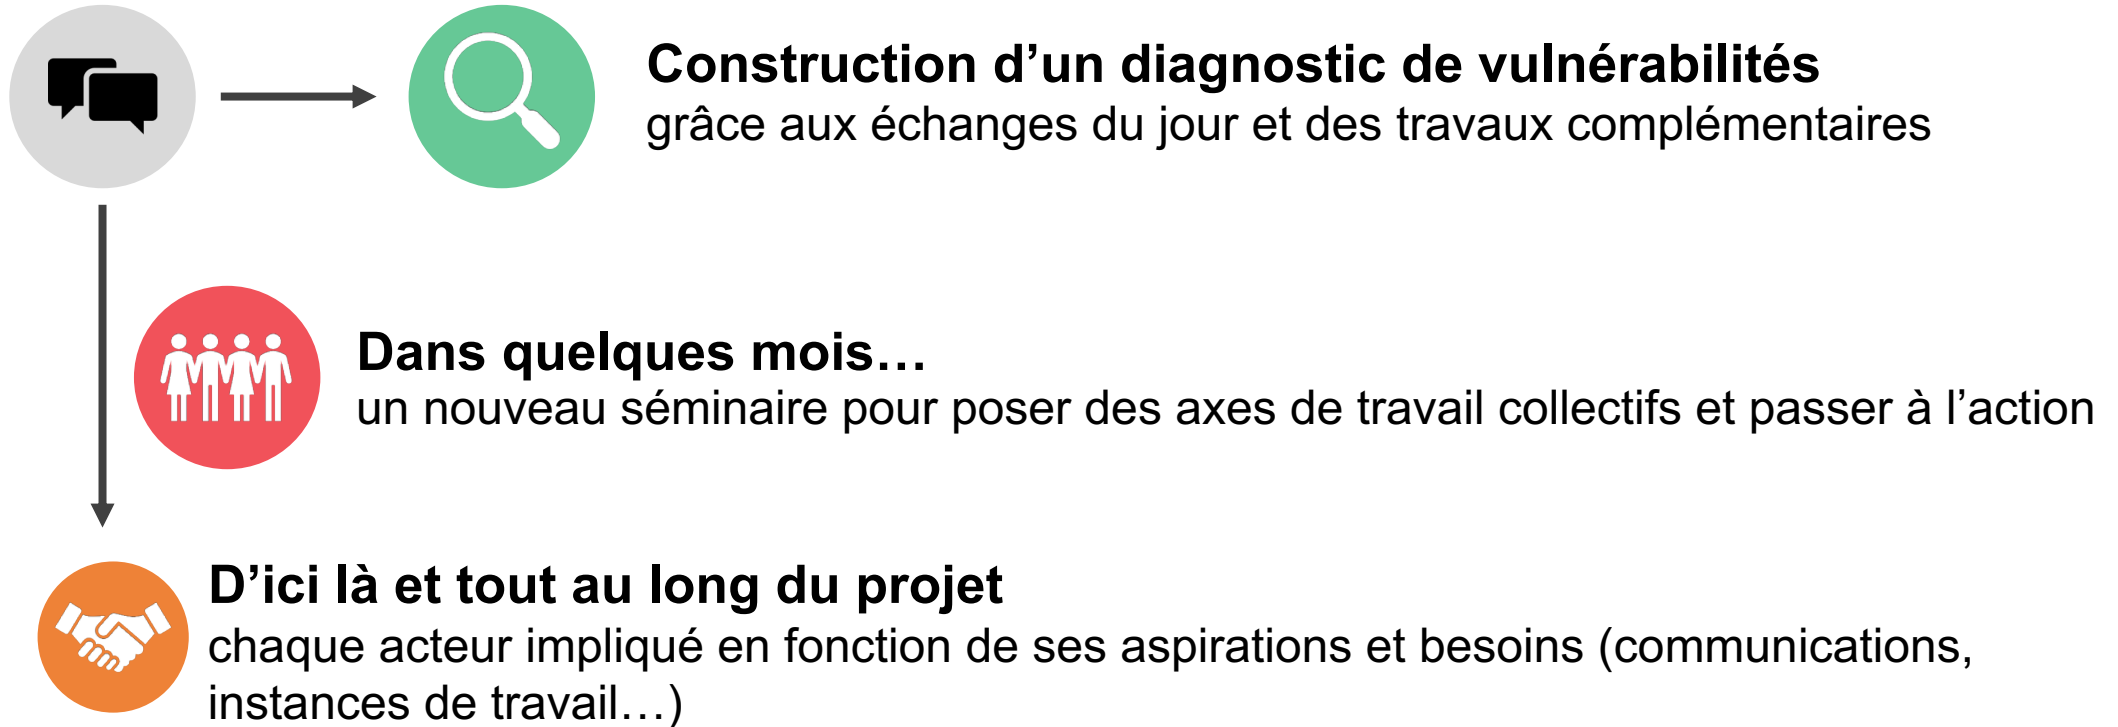 Construction d’un diagnostic de vulnérabilités
grâce aux échanges du jour et des travaux complémentaires
Dans quelques mois…
un nouveau séminaire pour poser des axes de travail collectifs et passer à l’action
D’ici là et tout au long du projet
chaque acteur impliqué en fonction de ses aspirations et besoins (communications,
instances de travail…)